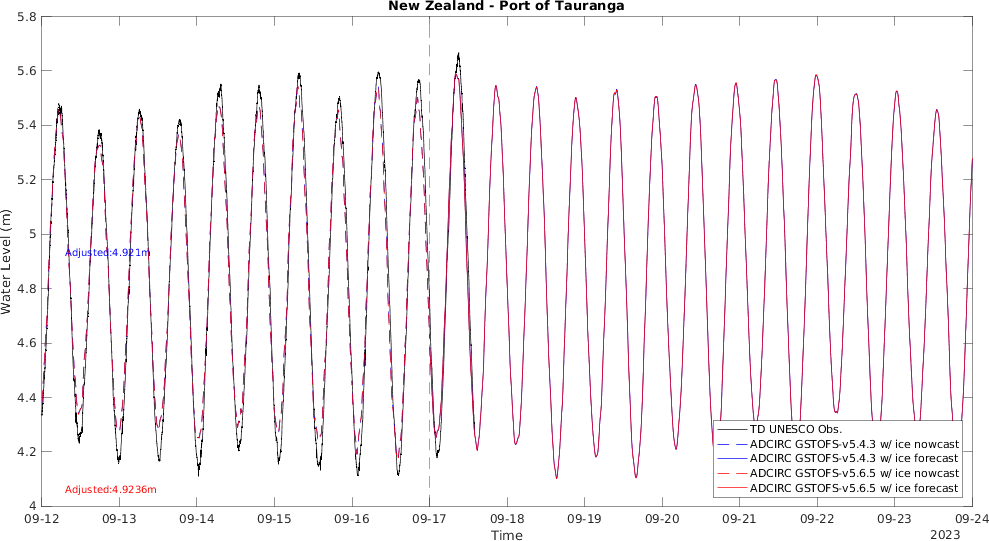 New Zealand - Port of Tauranga
5.8
5.6
5.4
5.2
5
4.8
4.6
4.4
4.2
4
Water Level (m)
Adjusted:4.921m
Adjusted:4.9236m
TD UNESCO Obs.
ADCIRC GSTOFS-v5.4.3 w/ ice nowcast
ADCIRC GSTOFS-v5.4.3 w/ ice forecast
ADCIRC GSTOFS-v5.6.5 w/ ice nowcast
ADCIRC GSTOFS-v5.6.5 w/ ice forecast
09-12 09-13 09-14 09-15 09-16 09-17 09-18 09-19 09-20 09-21 09-22 09-23 09-24
Time
2023